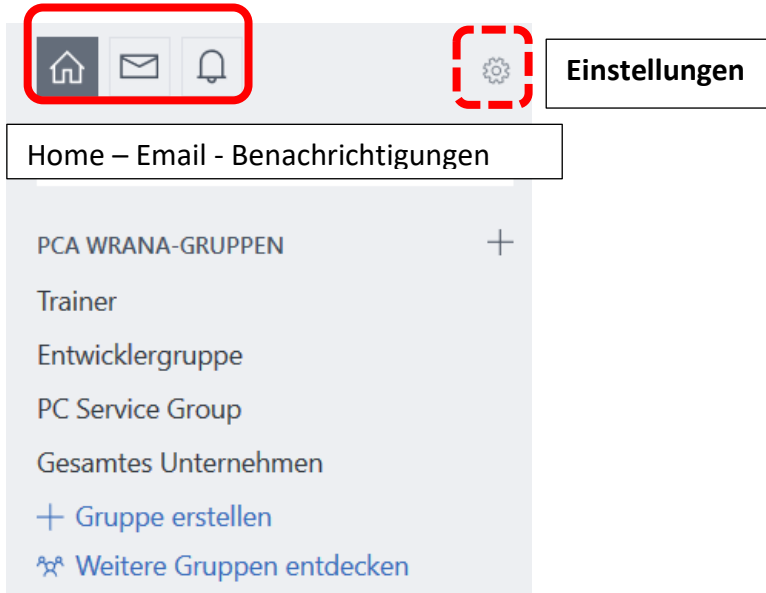 Einstellungen
Home – Email - Benachrichtigungen
PCA WRANA-GRUPPEN
Trainer
Entwicklergruppe
PC Service Group
Gesamtes Unternehmen
Gruppe erstellen
Weitere Gruppen entdecken